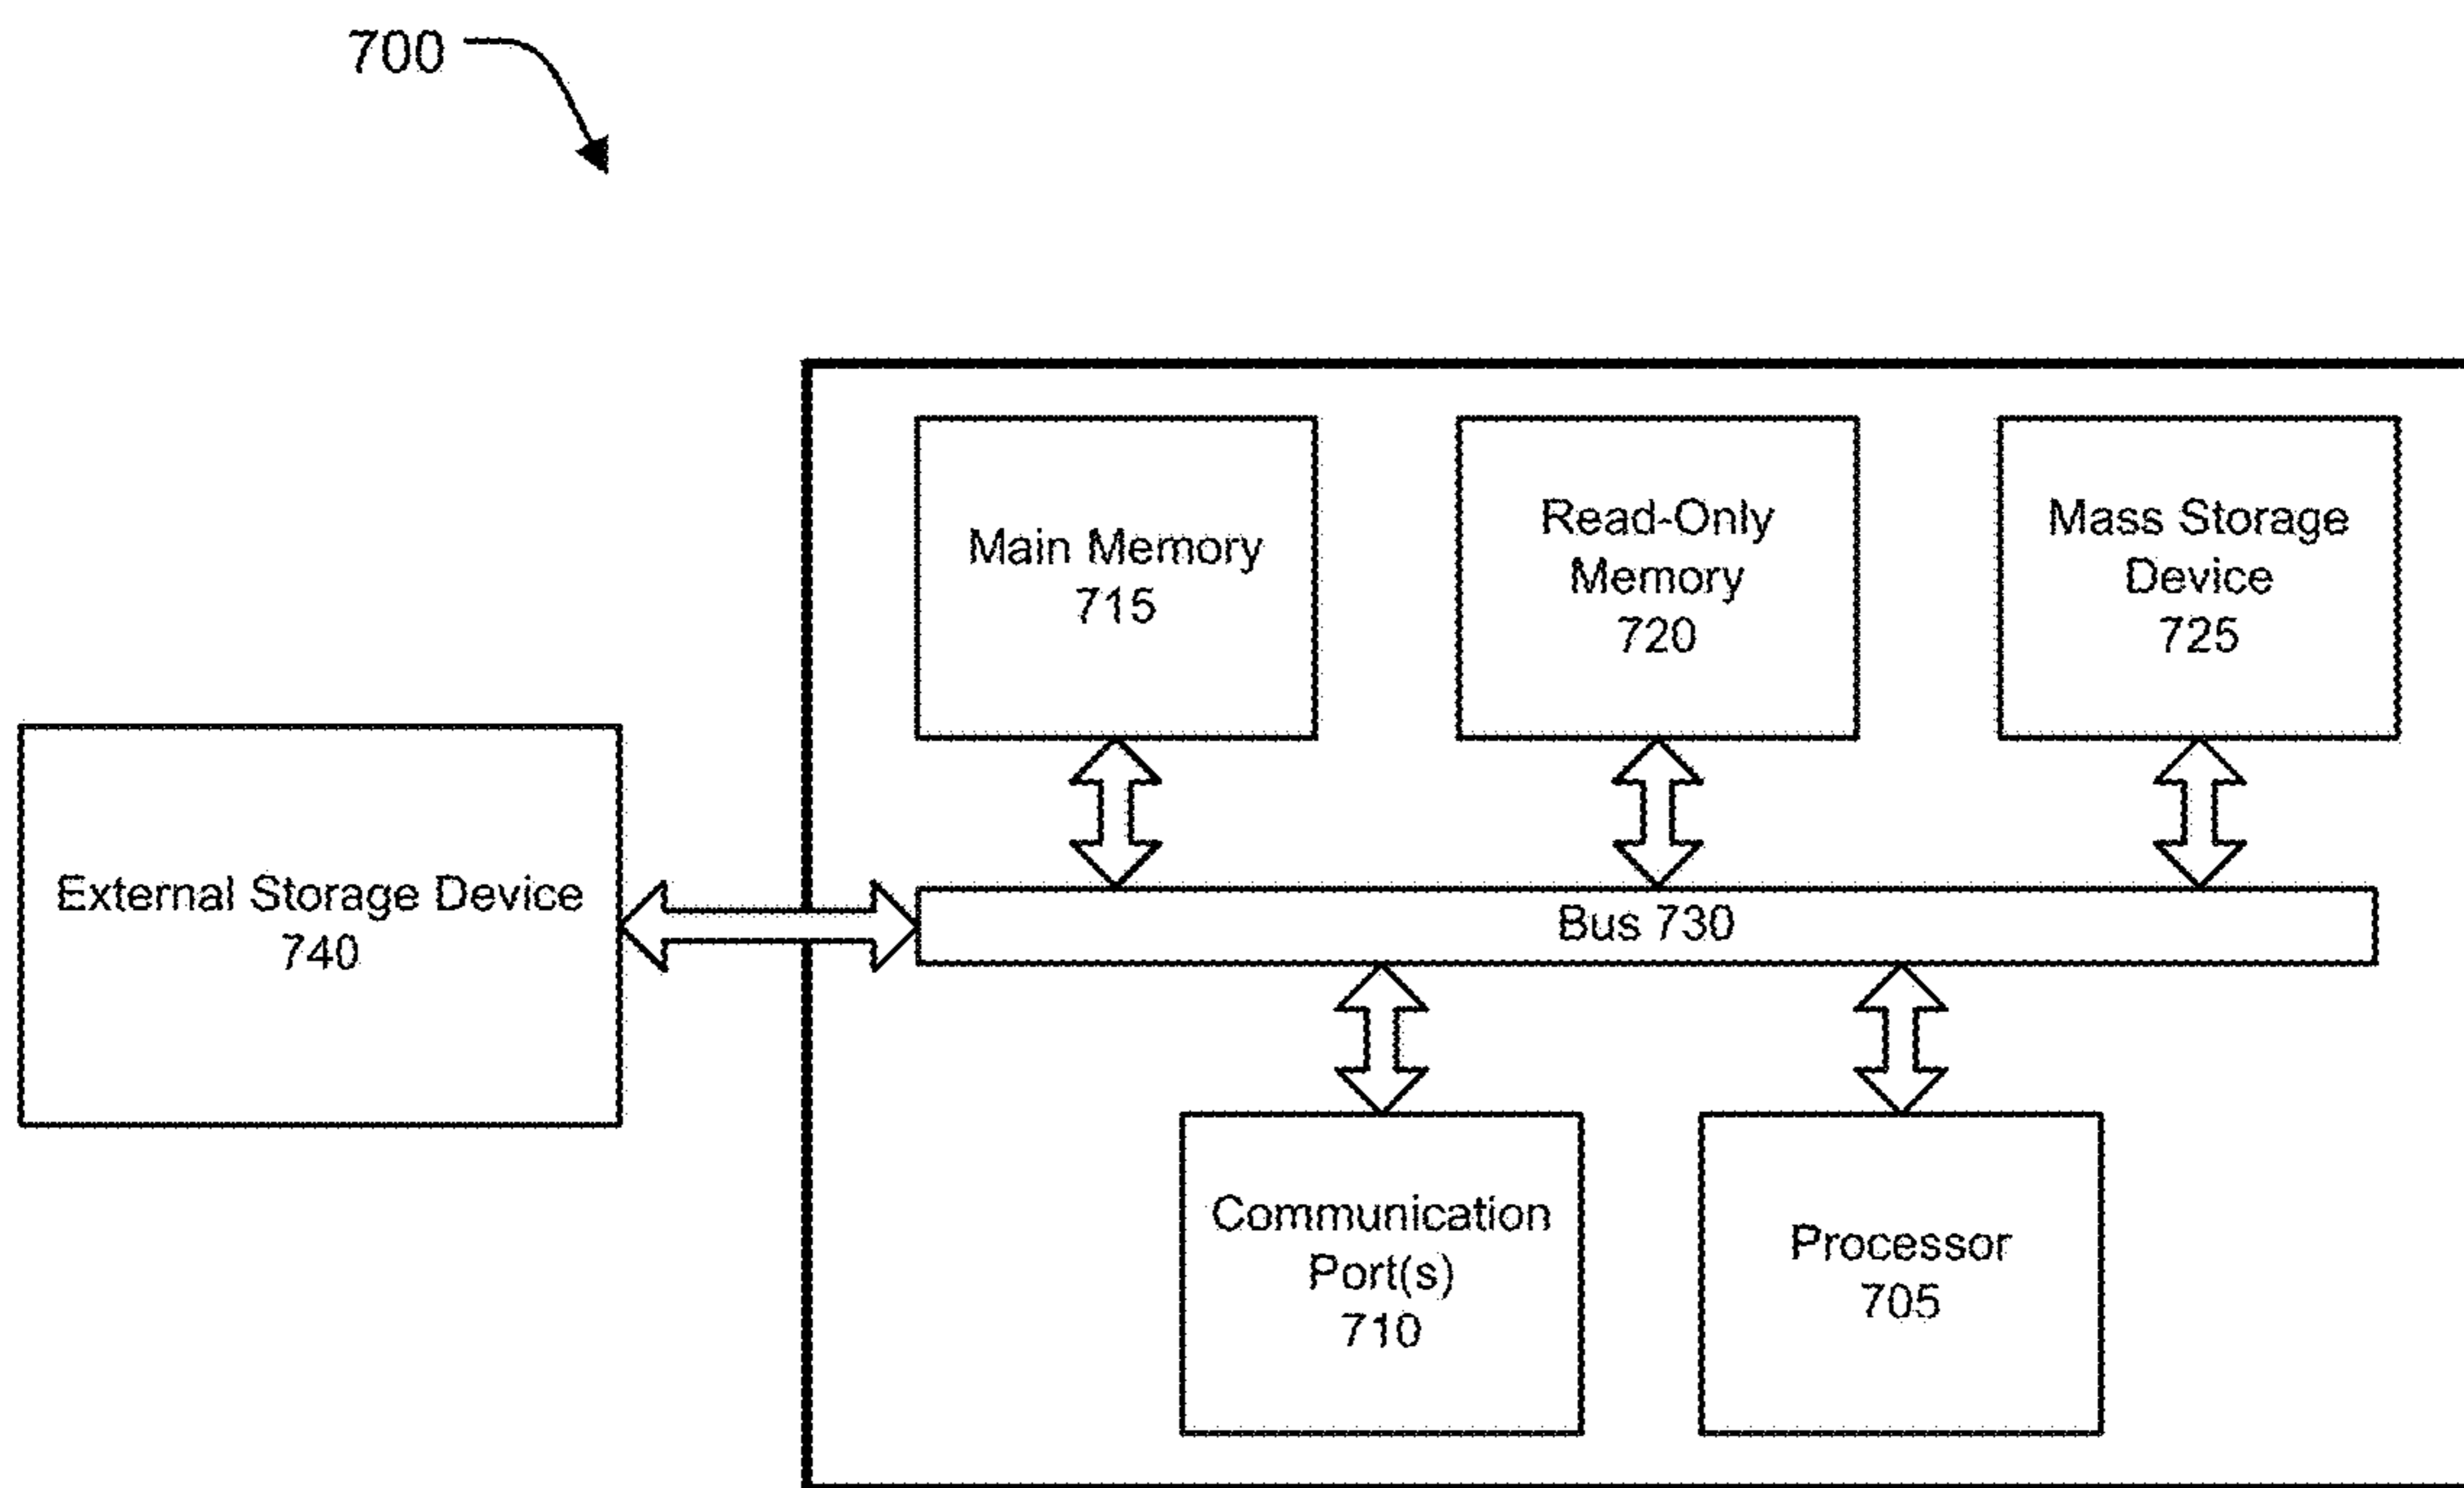 700
Main Memory
715
Read-Only
Memory
720
Mass Storage
Device
725
External Storage Device
740
Bus 730
Communication
Port(s)
710
Processor
705